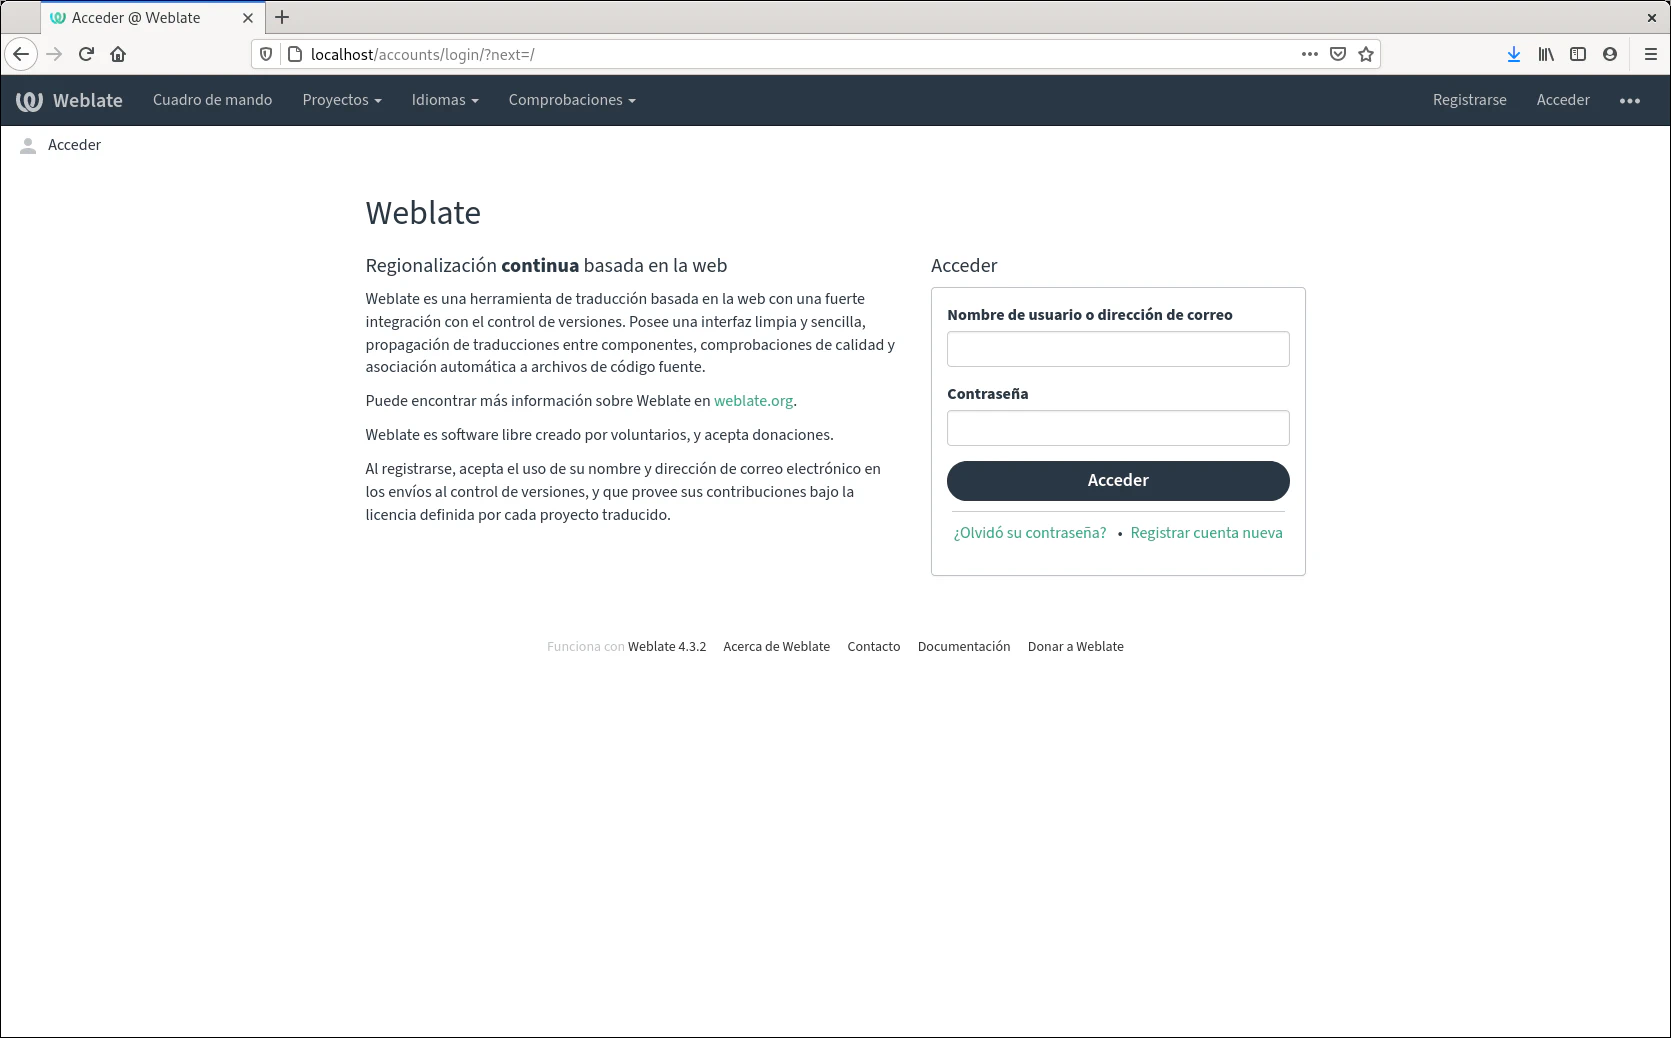 Acceder @ Weblate
localhost/accounts/login/?next=/
Weblate Cuadro de mando Proyectos Idiomas Comprobaciones Registrarse Acceder
Acceder
Weblate
Regionalización continua basada en la web
Weblate es una herramienta de traducción basada en la web con una fuerte
integración con el control de versiones. Posee una interfaz limpia y sencilla,
propagación de traducciones entre componentes, comprobaciones de calidad y
asociación automática a archivos de código fuente.
Puede encontrar más información sobre Weblate en weblate.org.
Weblate es software libre creado por voluntarios, y acepta donaciones.
Al registrarse, acepta el uso de su nombre y dirección de correo electrónico en
los envíos al control de versiones, y que provee sus contribuciones bajo la
licencia definida por cada proyecto traducido.
Acceder
Nombre de usuario o dirección de correo
Contraseña
Acceder
¿Olvidó su contraseña? • Registrar cuenta nueva
Funciona con Weblate 4.3.2 Acerca de Weblate Contacto Documentación Donar a Weblate